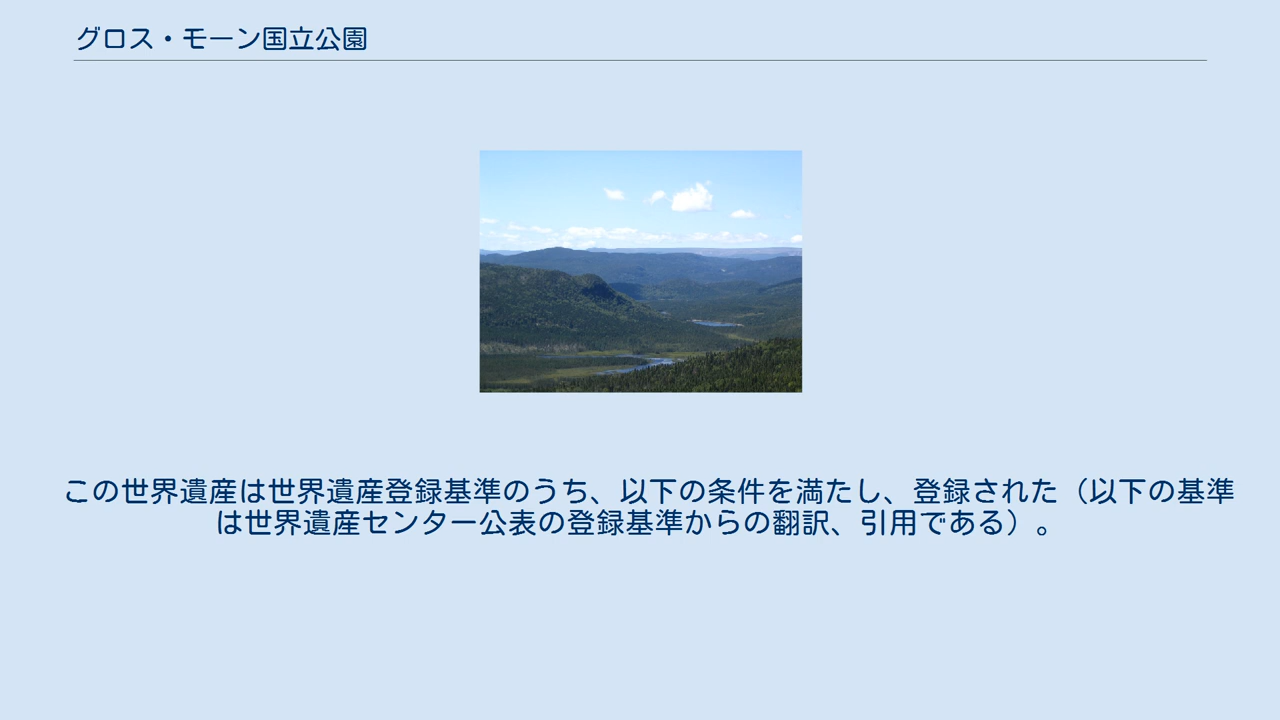 グロス・モーン国立公園
この世界遺産は世界遺産登録基準のうち、以下の条件を満たし、登録された（以下の基準
は世界遺産センター公表の登録基準からの翻訳、引用である）。